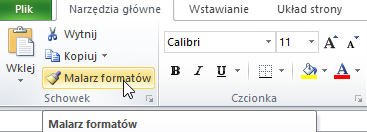 Plik Narzędzia główne Wstawianie Układ strony
Wytnij
Kopiuj
Malarz formatów
Wklej
Schowek
Calibri 11 A
B I U A
Czcionka
Malarz formatów